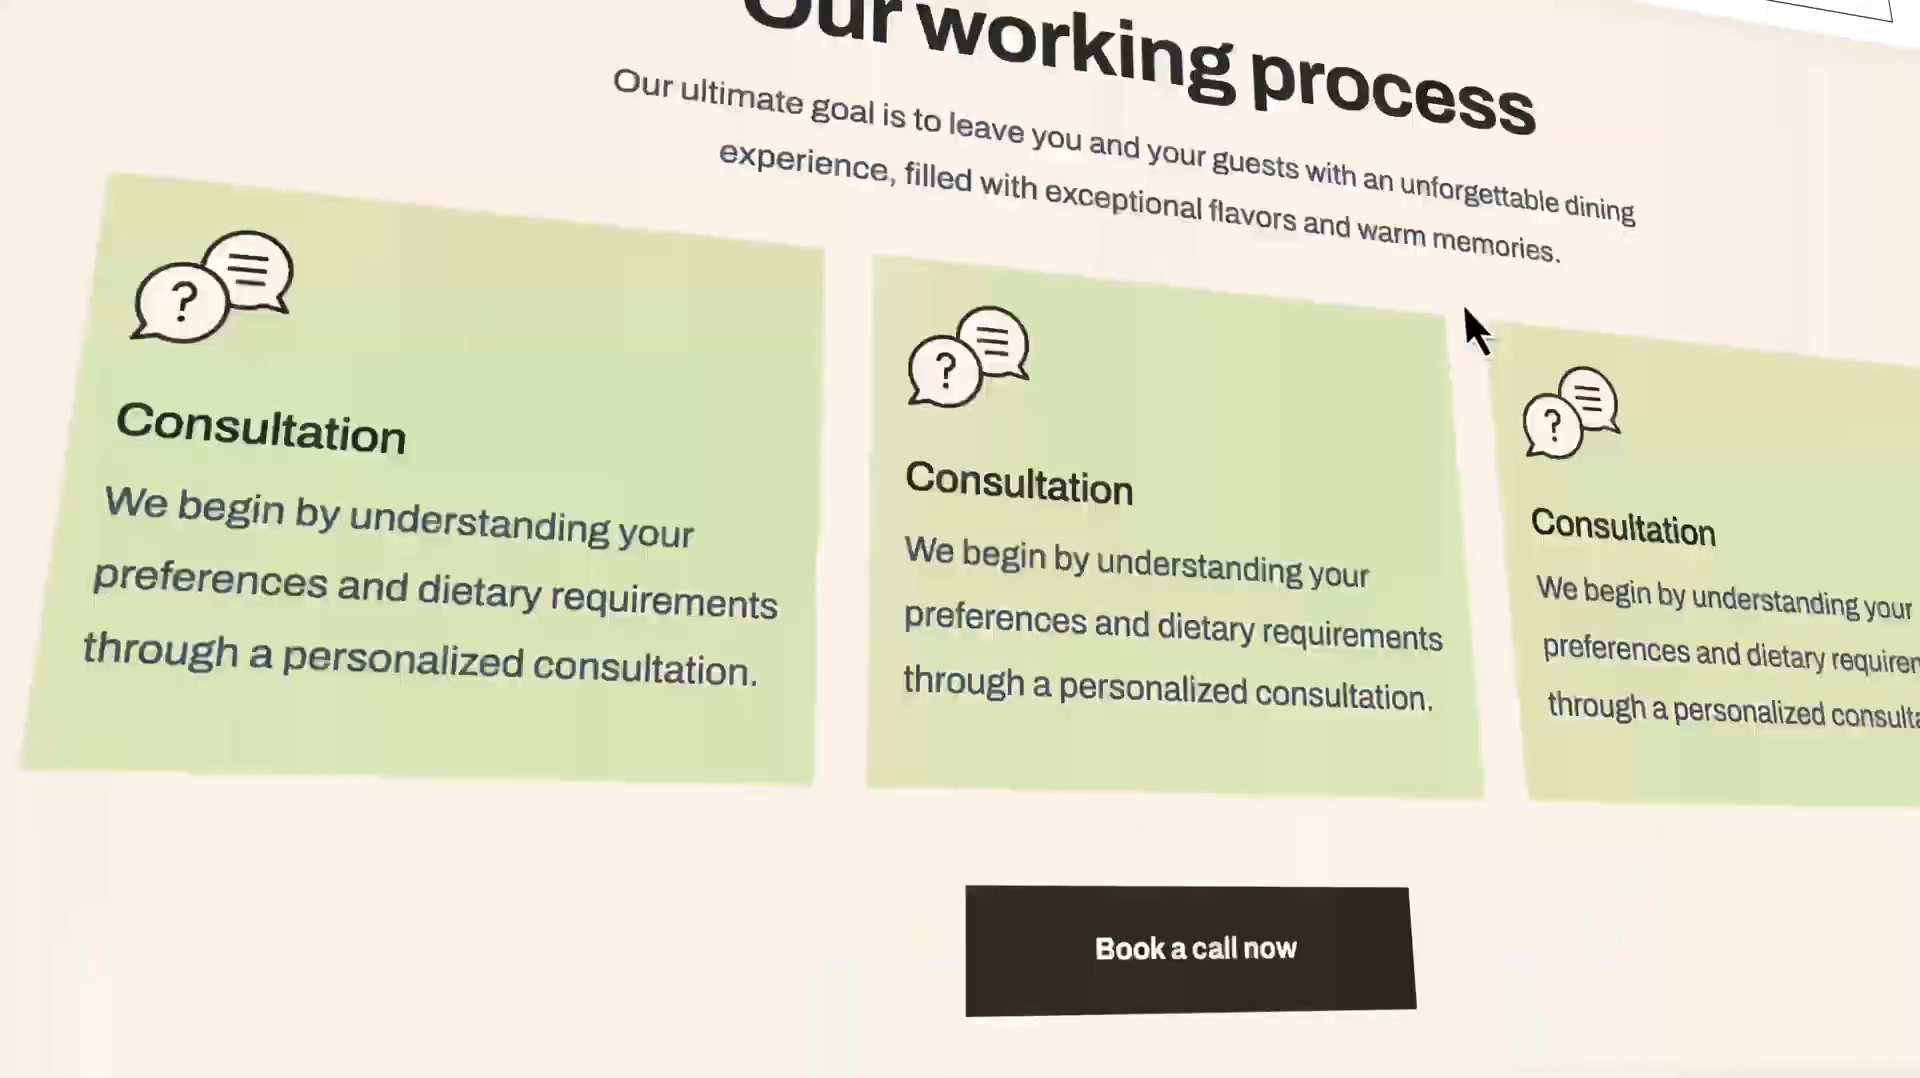 Our working process
Our ultimate goal is to leave you and your guests with an unforgettable dining
experience, filled with exceptional flavors and warm memories.
?
Consultation
We begin by understanding your
preferences and dietary requirements
through a personalized consultation.
?
Consultation
We begin by understanding your
preferences and dietary requirements
through a personalized consultation.
?
Consultation
We begin by understanding your
preferences and dietary
through a personalized
Book a call now